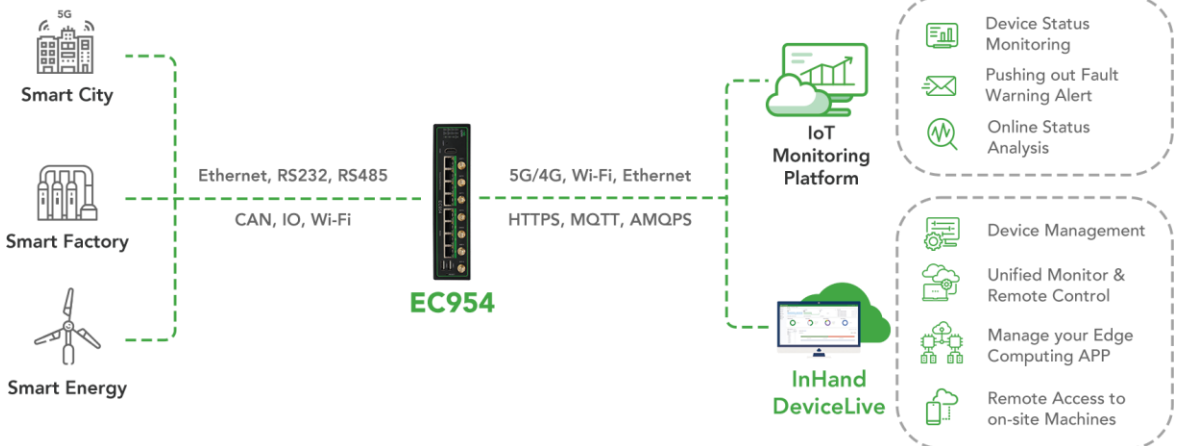 5G
Smart City
Smart Factory
Smart Energy
Ethernet, RS232, RS485
CAN, IO, Wi-Fi
EC954
5G/4G, Wi-Fi, Ethernet
HTTPS, MQTT, AMQPS
IoT
Monitoring
Platform
InHand
DeviceLive
Device Status
Monitoring
Pushing out Fault
Warning Alert
Online Status
Analysis
Device Management
Unified Monitor &
Remote Control
Manage your Edge
Computing APP
Remote Access to
on-site Machines